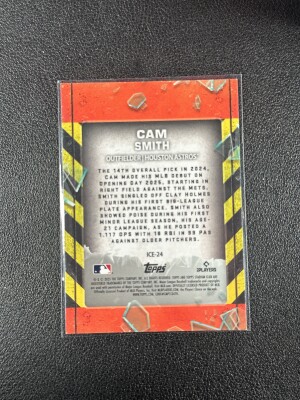 CAM
SMITH
OUTFIELDER | HOUSTON ASTROS
THE 14TH OVERALL PICK IN 2024,
CAM MADE HIS MLB DEBUT ON
OPENING DAY 2025, STARTING IN
RIGHT FIELD AGAINST THE METS.
SMITH SINGLED OFF CLAY HOLMES
DURING HIS FIRST BIG-LEAGUE
PLATE APPEARANCE. SMITH ALSO
SHOWED POISE DURING HIS FIRST
MINOR LEAGUE SEASON, HIS AGE-
21 CAMPAIGN, AS HE POSTED A
1.117 OPS WITH 18 RBI IN 99 PAS
AGAINST OLDER PITCHERS.
ICE-24
Topps
PLAYERS